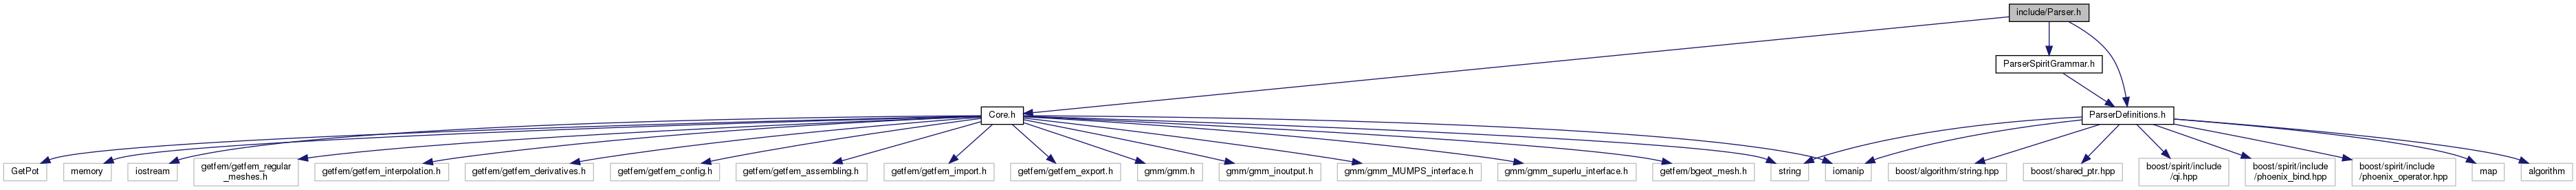 include/Parser.h
ParserSpiritGrammar.h
Core.h
ParserDefinitions.h
GetPot
memory
iostream
getfem/getfem_regular
_meshes.h
getfem/getfem_interpolation.h
getfem/getfem_derivatives.h
getfem/getfem_config.h
getfem/getfem_assembling.h
getfem/getfem_import.h
getfem/getfem_export.h
gmm/gmm.h
gmm/gmm_inoutput.h
gmm/gmm_MUMPS_interface.h
gmm/gmm_superlu_interface.h
getfem/bgeot_mesh.h
string
iomanip
boost/algorithm/string.hpp
boost/shared_ptr.hpp
boost/spirit/include
/qi.hpp
boost/spirit/include
/phoenix_bind.hpp
boost/spirit/include
/phoenix_operator.hpp
map
algorithm